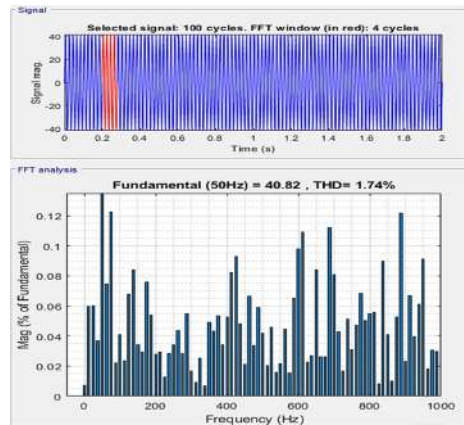 Signal
Selected signal: 100 cycles. FFT window (in red): 4 cycles
Signal mag.
40
20
0
-20
-40
0 0.2 0.4 0.6 0.8 1 1.2 1.4 1.6 1.8 2
Time (s)
FFT analysis
Fundamental (50Hz) = 40.82 , THD= 1.74%
Mag (% of Fundamental)
0.12
0.1
0.08
0.06
0.04
0.02
0
0 200 400 600 800 1000
Frequency (Hz)